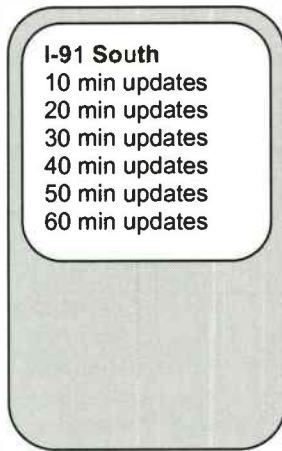 I-91 South
10 min updates
20 min updates
30 min updates
40 min updates
50 min updates
60 min updates